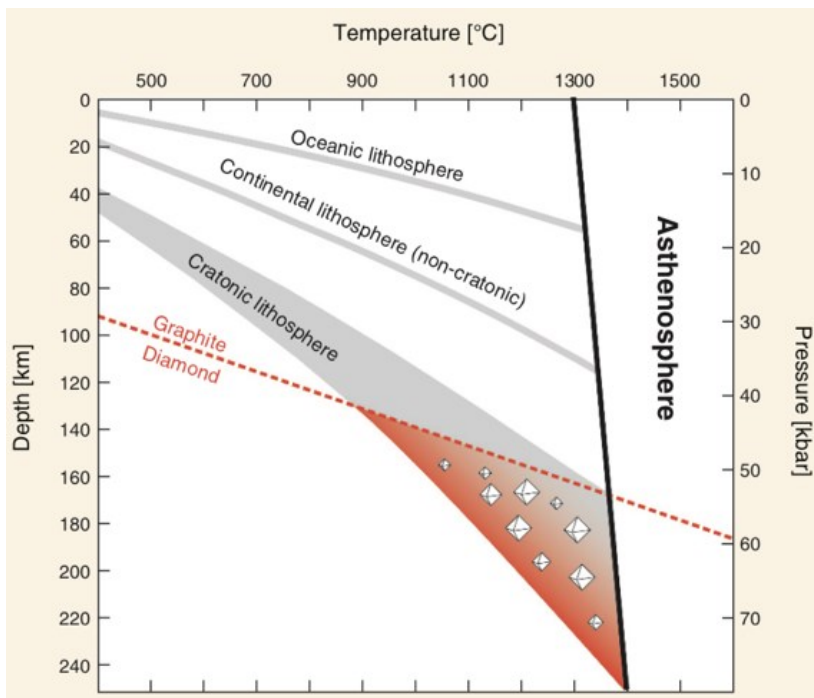 Temperature [°C]
500 700 900 1100 1300 1500
0 0
20
10
40
60
20
80
100
30
120
40
140
160
50
180
60
200
220
70
240
Oceanic lithosphere
Continental lithosphere (non-cratonic)
Cratonic lithosphere
Graphite
Diamond
Asthenosphere
Depth [km]
Pressure [kbar]